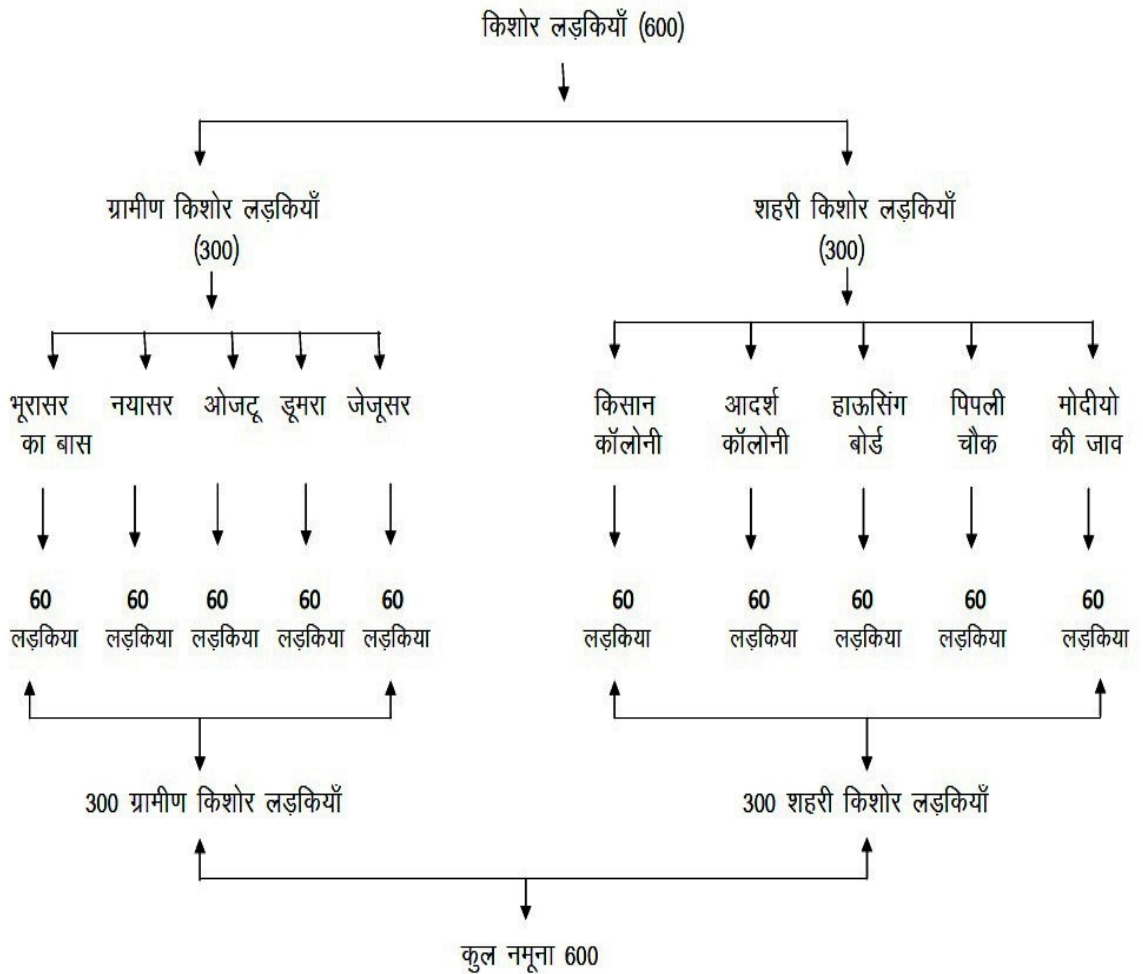 किशोर लड़कियाँ (600)
ग्रामीण किशोर लड़कियाँ
(300)
शहरी किशोर लड़कियाँ
(300)
भूरासर
का बास
नयासर
ओजटू
डूमरा
जेजूसर
किसान
कॉलोनी
आदर्श
कॉलोनी
हाऊसिंग
बोर्ड
पिपली
चौक
मोदीयो
की जाव
60
लड़किया
60
लड़किया
60
लड़किया
60
लड़किया
60
लड़किया
60
लड़किया
60
लड़किया
60
लड़किया
60
लड़किया
60
लड़किया
300 ग्रामीण किशोर लड़कियाँ
300 शहरी किशोर लड़कियाँ
कुल नमूना 600